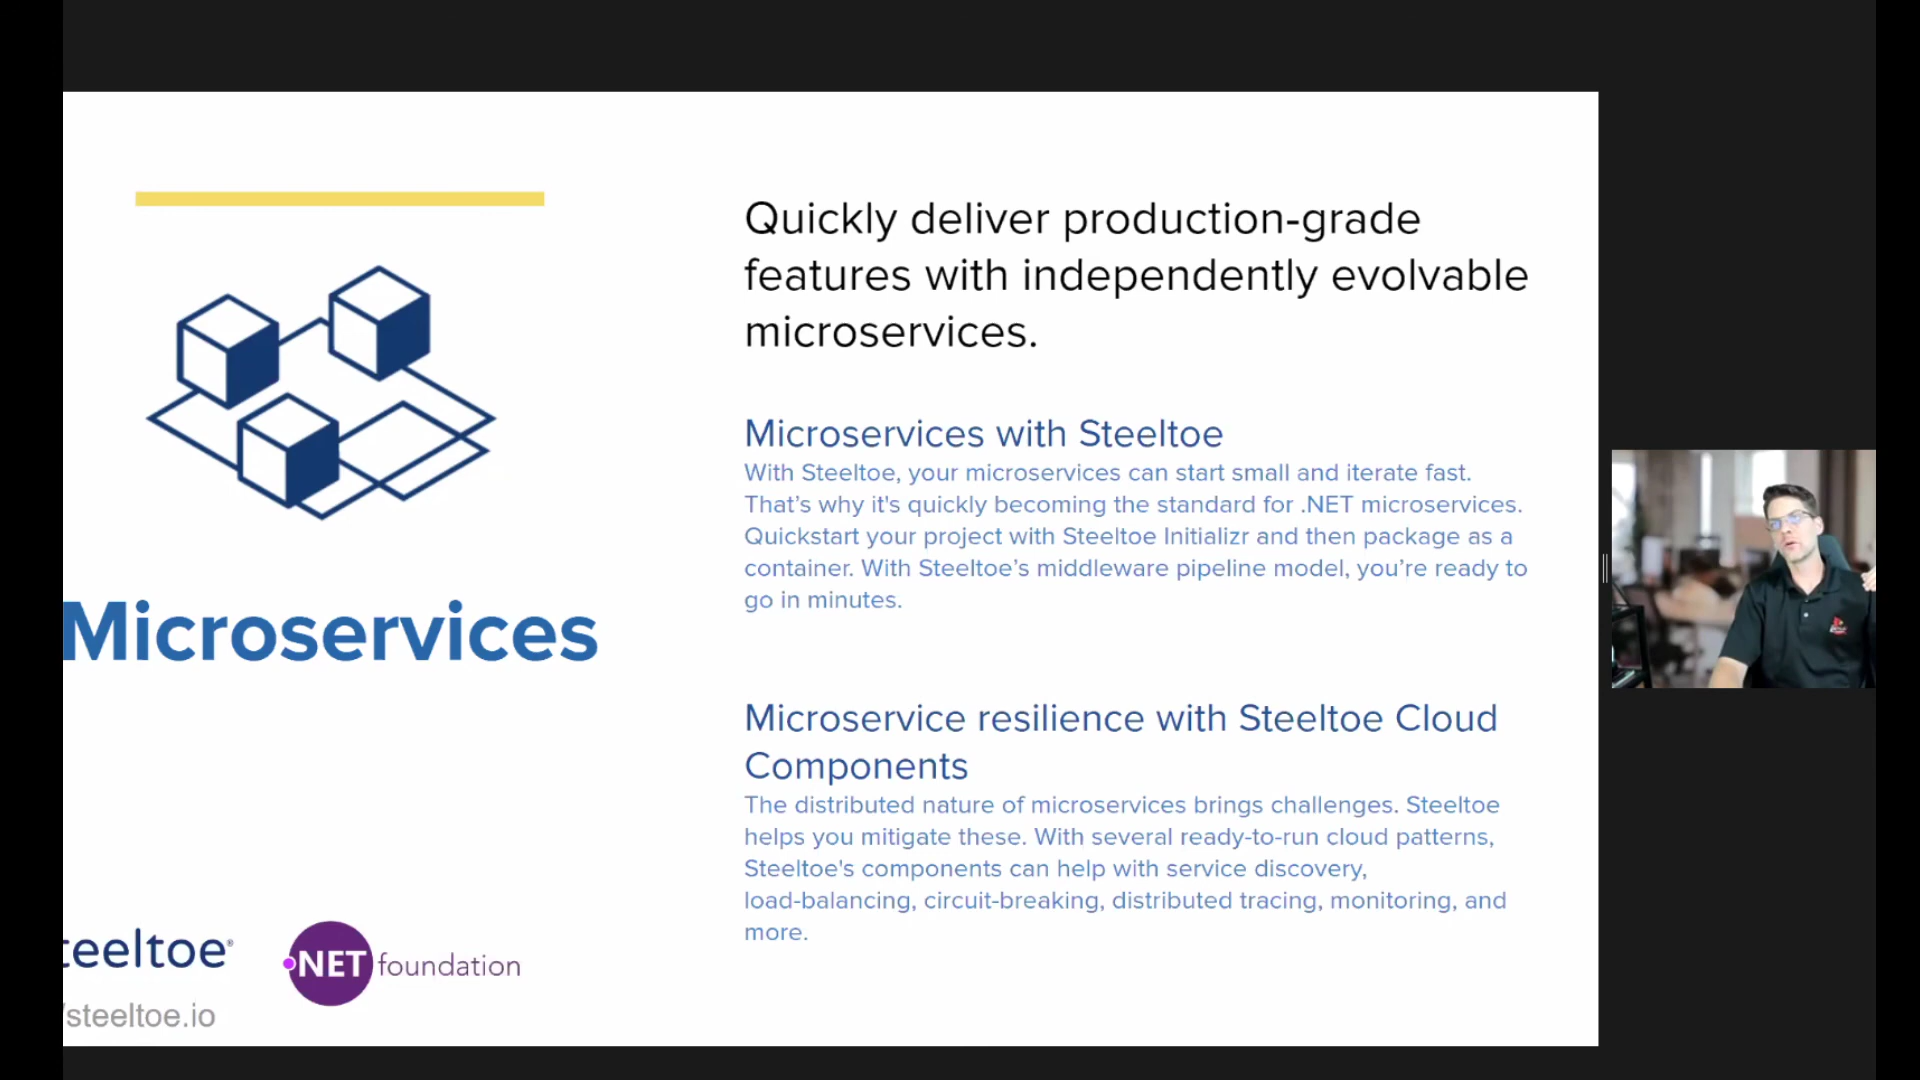 Quickly deliver production-grade
features with independently evolvable
microservices.
Microservices with Steeltoe
With Steeltoe, your microservices can start small and iterate fast.
That’s why it's quickly becoming the standard for .NET microservices.
Quickstart your project with Steeltoe Initializr and then package as a
container. With Steeltoe’s middleware pipeline model, you’re ready to
go in minutes.
Microservices
Microservice resilience with Steeltoe Cloud
Components
The distributed nature of microservices brings challenges. Steeltoe
helps you mitigate these. With several ready-to-run cloud patterns,
Steeltoe's components can help with service discovery,
load-balancing, circuit-breaking, distributed tracing, monitoring, and
more.
teeltoe®
.NET foundation
/steeltoe.io